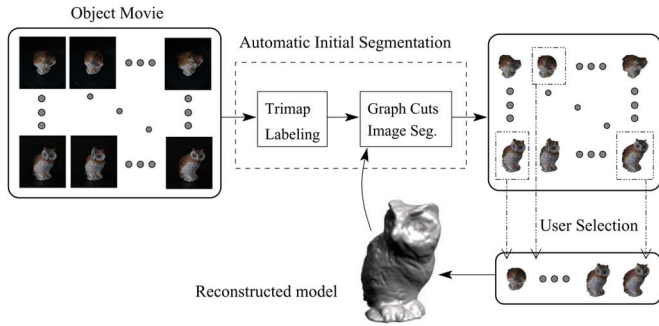 Object Movie
Automatic Initial Segmentation
Trimap
Labeling
Graph Cuts
Image Seg.
User Selection
Reconstructed model